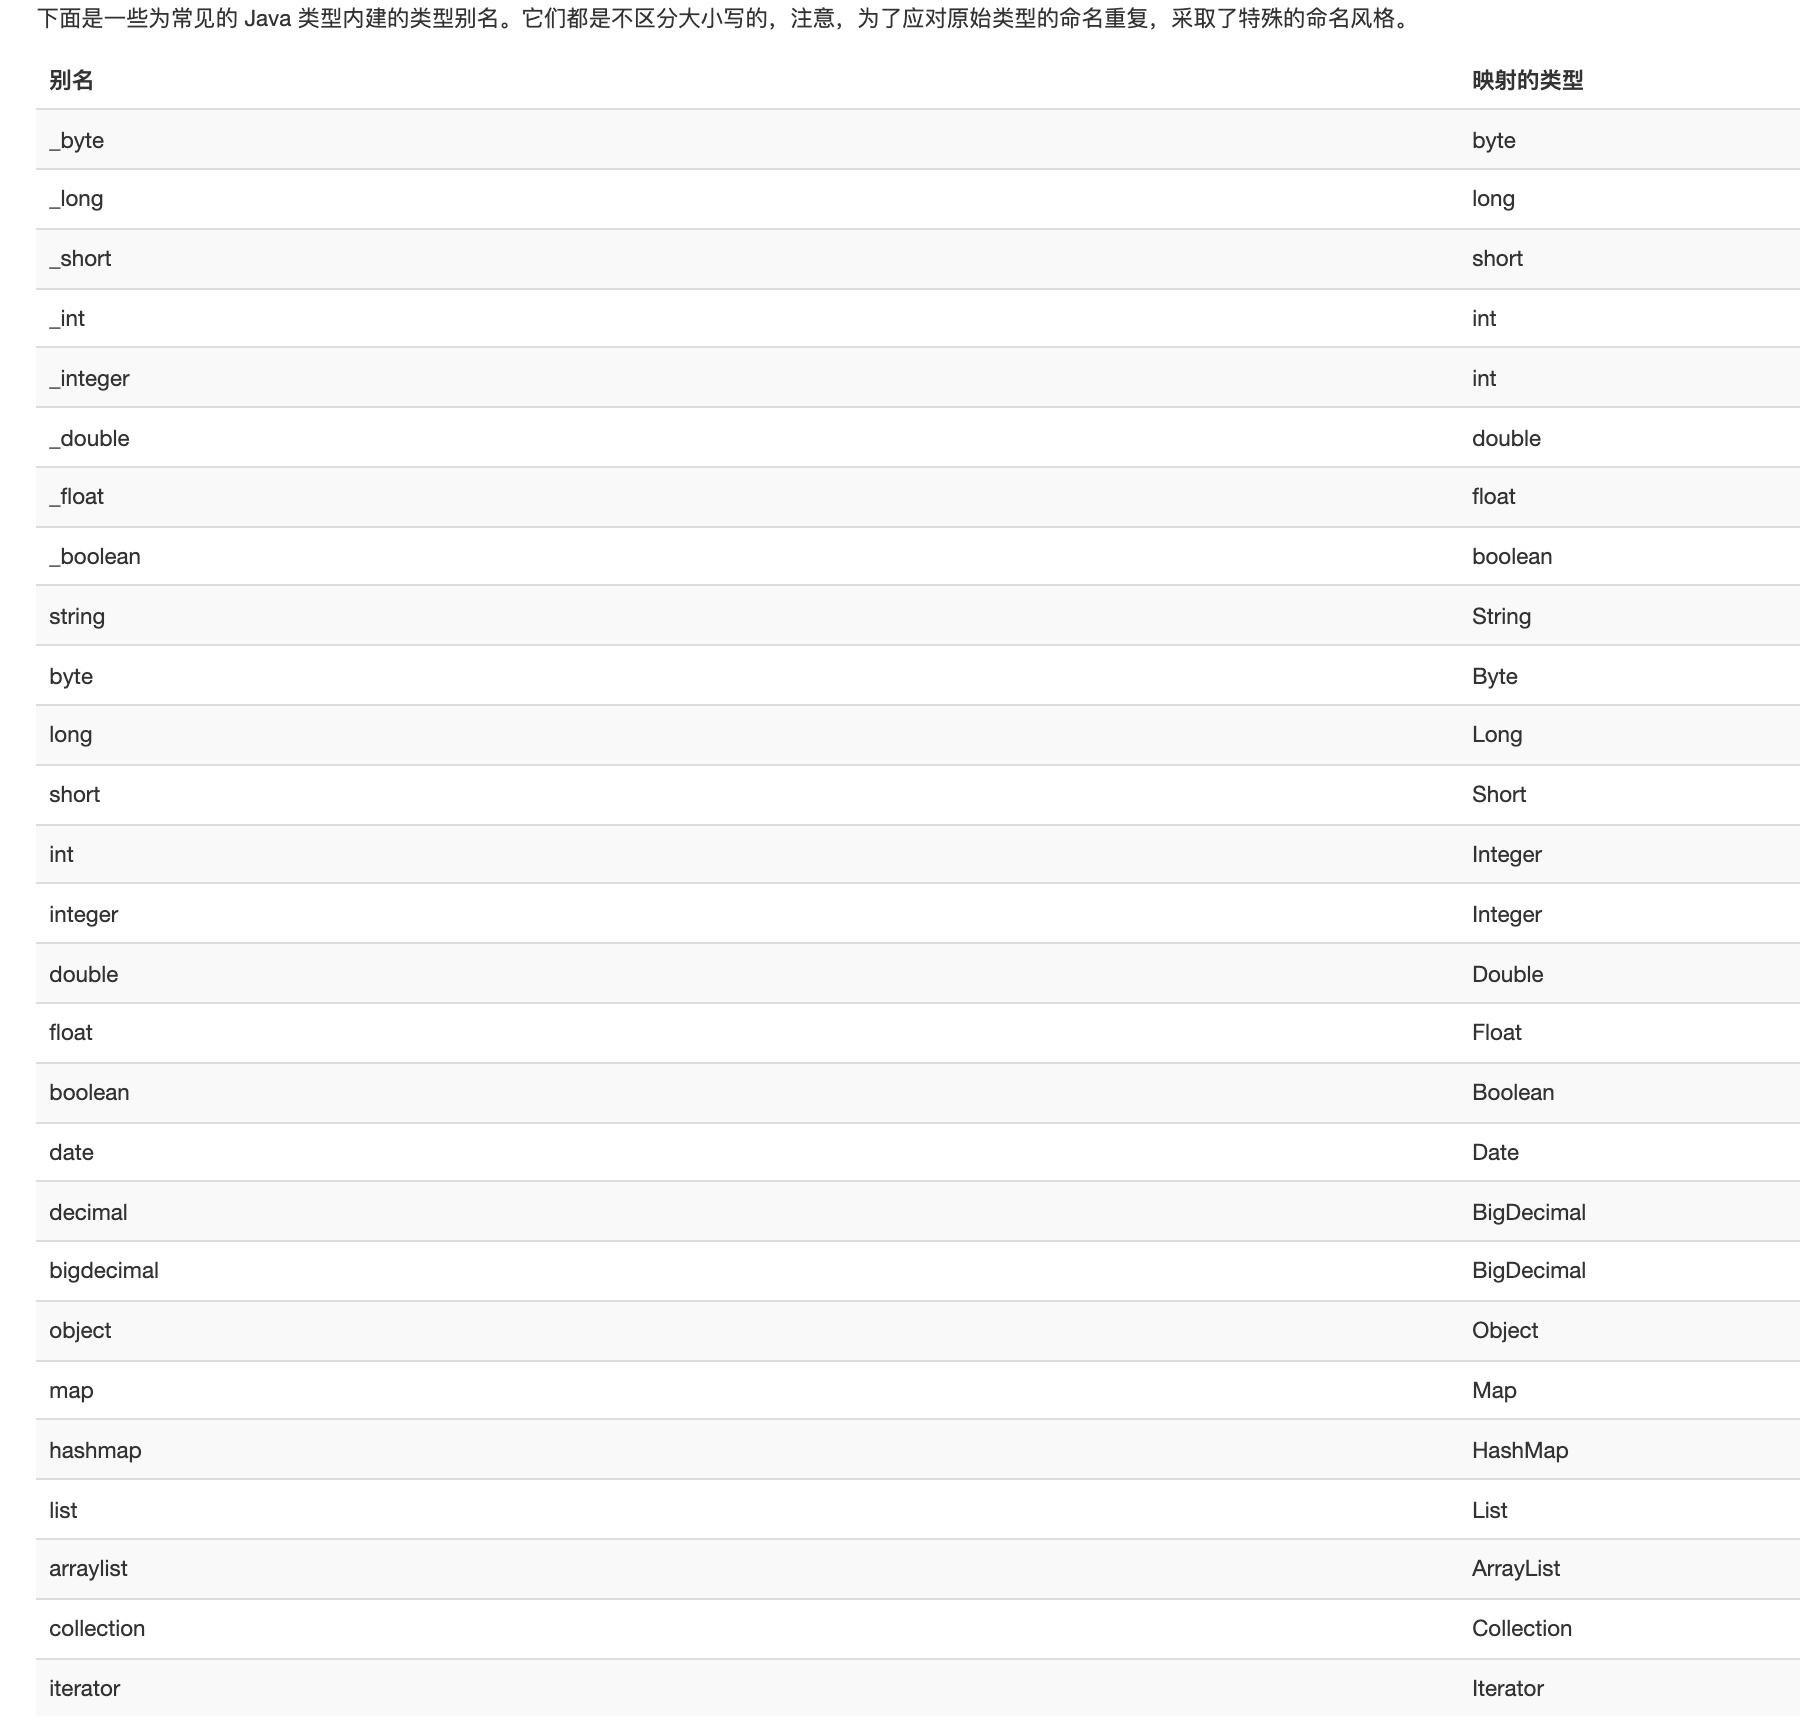 下面是一些为常见的 Java 类型内建的类型别名。它们都是不区分大小写的，注意，为了应对原始类型的命名重复，采取了特殊的命名风格。
别名 映射的类型
_byte byte
_long long
_short short
_int int
_integer int
_double double
_float float
_boolean boolean
string String
byte Byte
long Long
short Short
int Integer
integer Integer
double Double
float Float
boolean Boolean
date Date
decimal BigDecimal
bigdecimal BigDecimal
object Object
map Map
hashmap HashMap
list List
arraylist ArrayList
collection Collection
iterator Iterator